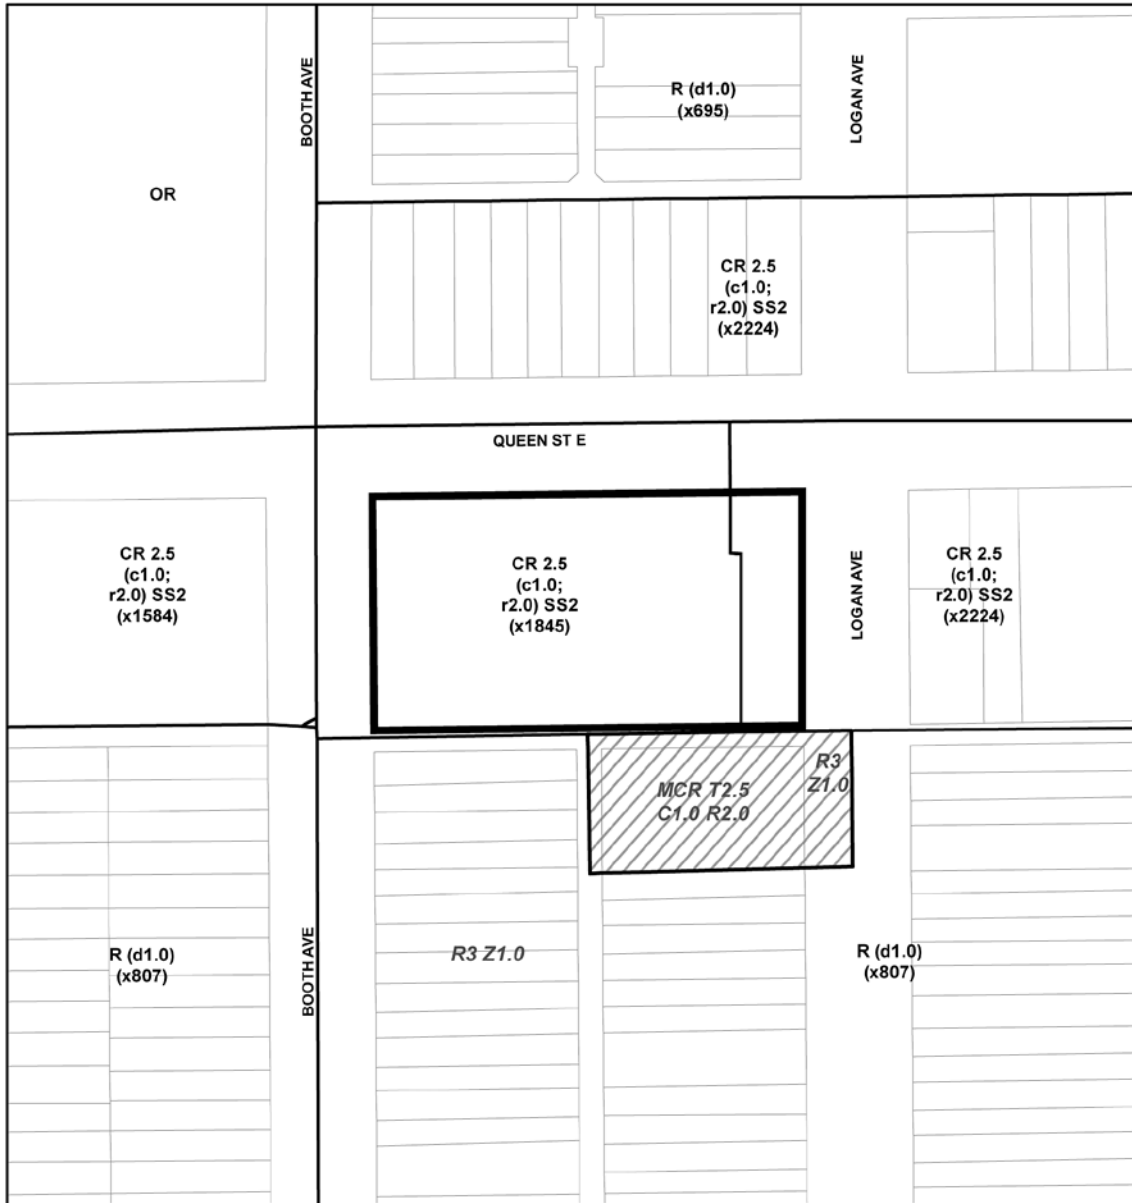 BOOTH AVE
R (d1.0)
(x695)
LOGAN AVE
OR
CR 2.5
(c1.0;
r2.0) SS2
(x2224)
QUEEN ST E
CR 2.5
(c1.0;
r2.0) SS2
(x1584)
CR 2.5
(c1.0;
r2.0) SS2
(x1845)
LOGAN AVE
CR 2.5
(c1.0;
r2.0) SS2
(x2224)
MCR T2.5
C1.0 R2.0
R3
Z1.0
R (d1.0)
(x807)
BOOTH AVE
R3 Z1.0
R (d1.0)
(x807)